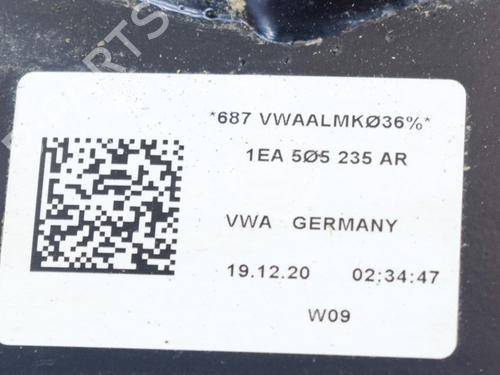 *687 VWAALMKØ36%*
1EA 5Ø5 235 AR
VWA GERMANY
19.12.20 02:34:47
W09